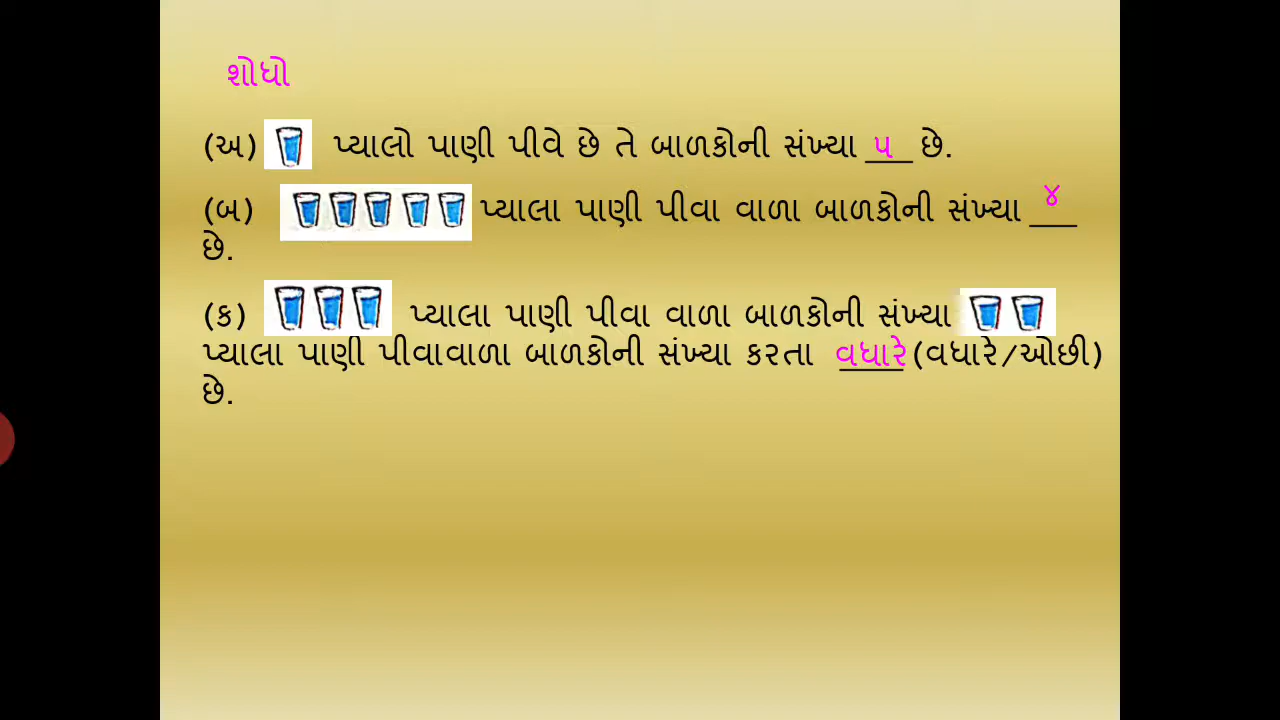 શોધો
(અ) પ્યાલો પાણી પીવે છે તે બાળકોની સંખ્યા ૫ છે.
(બ) પ્યાલા પાણી પીવા વાળા બાળકોની સંખ્યા ૪
છે.
(ક) પ્યાલા પાણી પીવા વાળા બાળકોની સંખ્યા
પ્યાલા પાણી પીવાવાળા બાળકોની સંખ્યા કરતા વધારે (વધારે/ઓછી)
છે.